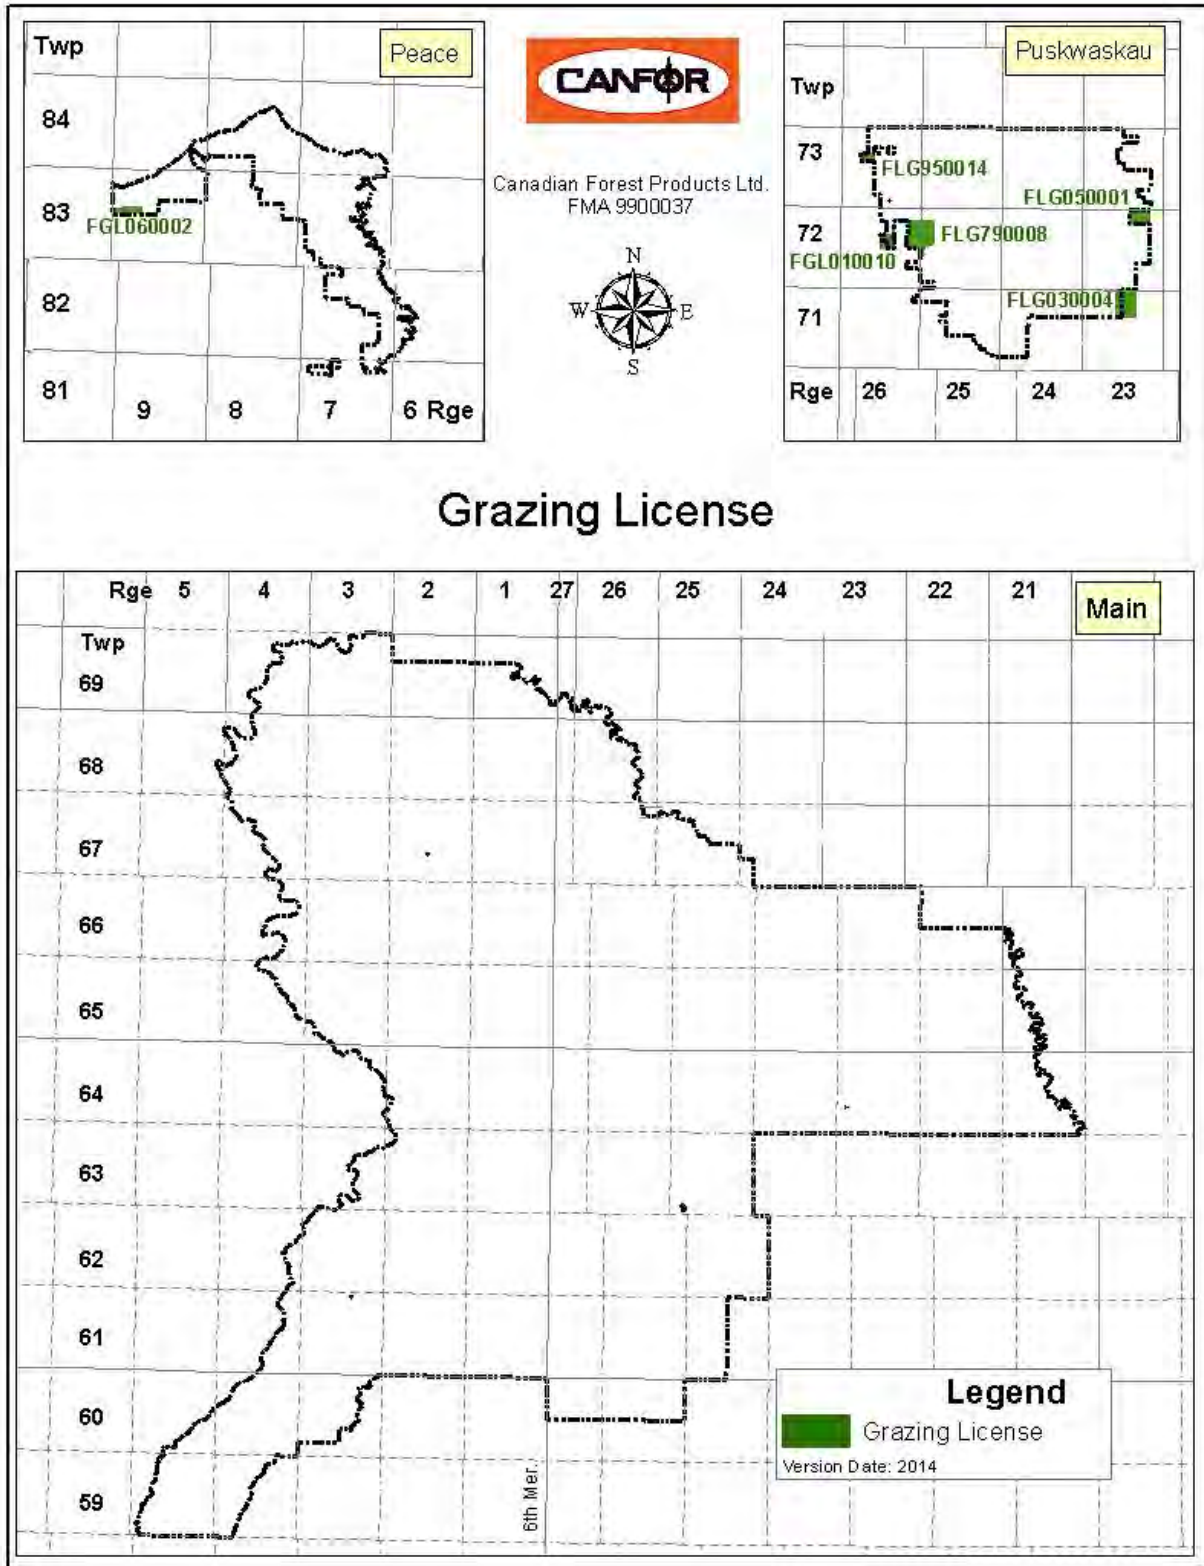 Twp
Peace
84
83
FGL060002
82
81
9 8 7 6 Rge
CANFOR
Canadian Forest Products Ltd.
FMA 9900037
N
W E
S
Puskwaskau
Twp
73
FLG950014
FLG050001
72
FLG790008
FGL010010
FLG030004
71
Rge 26 25 24 23
Grazing License
Rge 5 4 3 2 1 27 26 25 24 23 22 21
Main
Twp
69
68
67
66
65
64
63
62
61
60
59
6th Mer.
Legend
Grazing License
Version Date: 2014